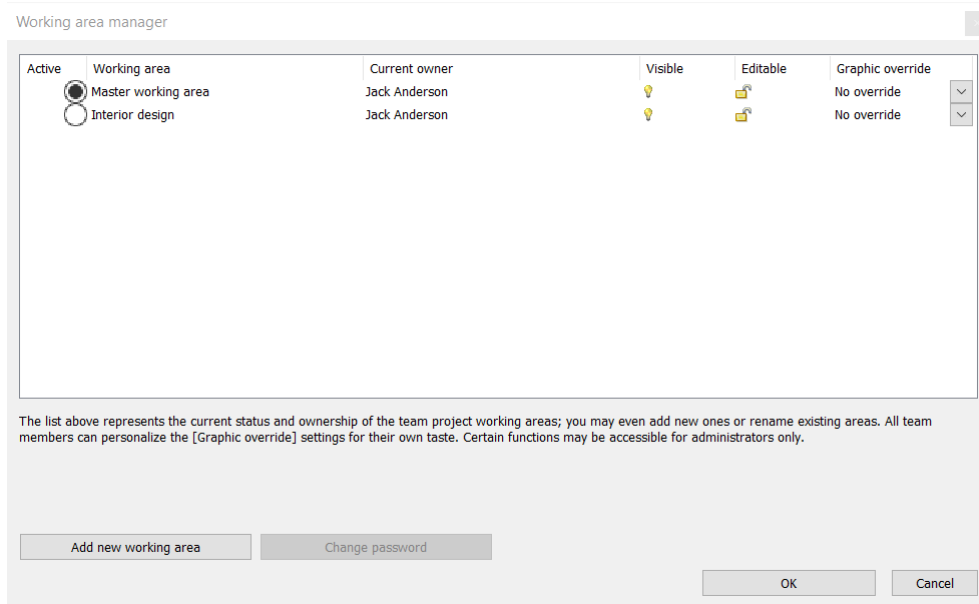 Working area manager
Active Working area Current owner Visible Editable Graphic override
Master working area Jack Anderson No override
Interior design Jack Anderson No override
The list above represents the current status and ownership of the team project working areas; you may even add new ones or rename existing areas. All team
members can personalize the [Graphic override] settings for their own taste. Certain functions may be accessible for administrators only.
Add new working area Change password
OK Cancel